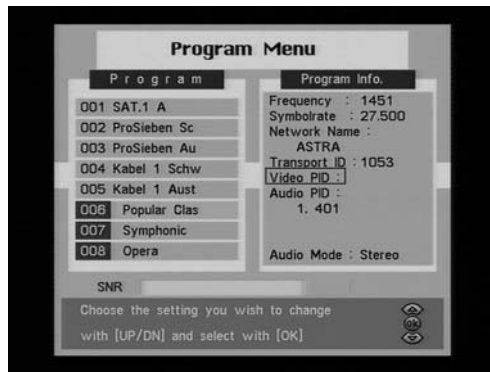 Program Menu
Program
001 SAT.1 A
002 ProSieben Sc
003 ProSieben Au
004 Kabel 1 Schw
005 Kabel 1 Aust
006 Popular Clas
007 Symphonic
008 Opera
Program Info.
Frequency : 1451
Symbolrate : 27.500
Network Name :
ASTRA
Transport ID : 1053
Video PID :
Audio PID :
1. 401
Audio Mode : Stereo
SNR
Choose the setting you wish to change
with [UP/DN] and select with [OK]
OK